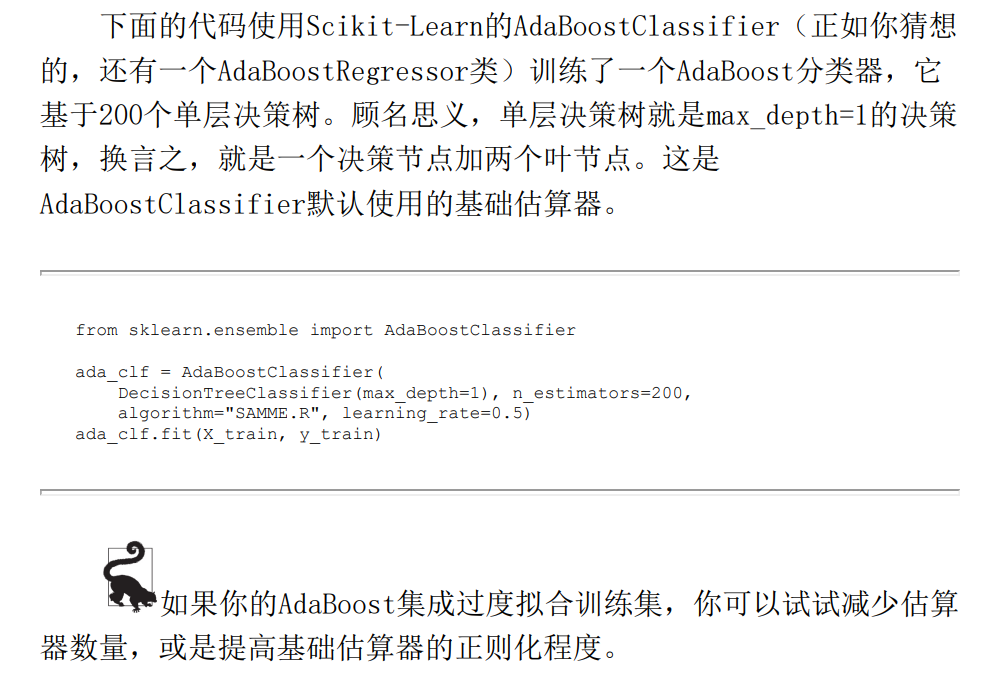 下面的代码使用Scikit-Learn的AdaBoostClassifier（正如你猜想
的，还有一个AdaBoostRegressor类）训练了一个AdaBoost分类器，它
基于200个单层决策树。顾名思义，单层决策树就是max_depth=1的决策
树，换言之，就是一个决策节点加两个叶节点。这是
AdaBoostClassifier默认使用的基础估算器。
from sklearn.ensemble import AdaBoostClassifier
ada_clf = AdaBoostClassifier(
    DecisionTreeClassifier(max_depth=1), n_estimators=200,
    algorithm="SAMME.R", learning_rate=0.5)
ada_clf.fit(X_train, y_train)
如果你的AdaBoost集成过度拟合训练集，你可以试试减少估算
器数量，或是提高基础估算器的正则化程度。